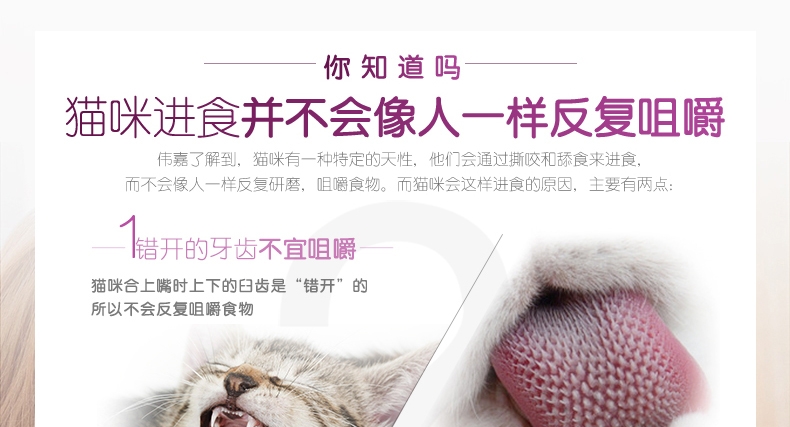 你知道吗
猫咪进食并不会像人一样反复咀嚼
伟嘉了解到，猫咪有一种特定的天性，他们会通过撕咬和舔食来进食，
而不会像人一样反复研磨，咀嚼食物。而猫咪会这样进食的原因，主要有两点：
1错开的牙齿不宜咀嚼
猫咪合上嘴时上下的臼齿是“错开”的
所以不会反复咀嚼食物